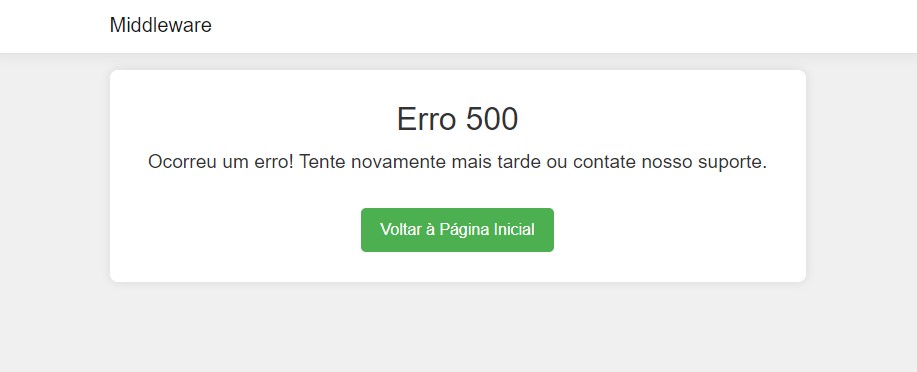 Middleware
Erro 500
Ocorreu um erro! Tente novamente mais tarde ou contate nosso suporte.
Voltar à Página Inicial